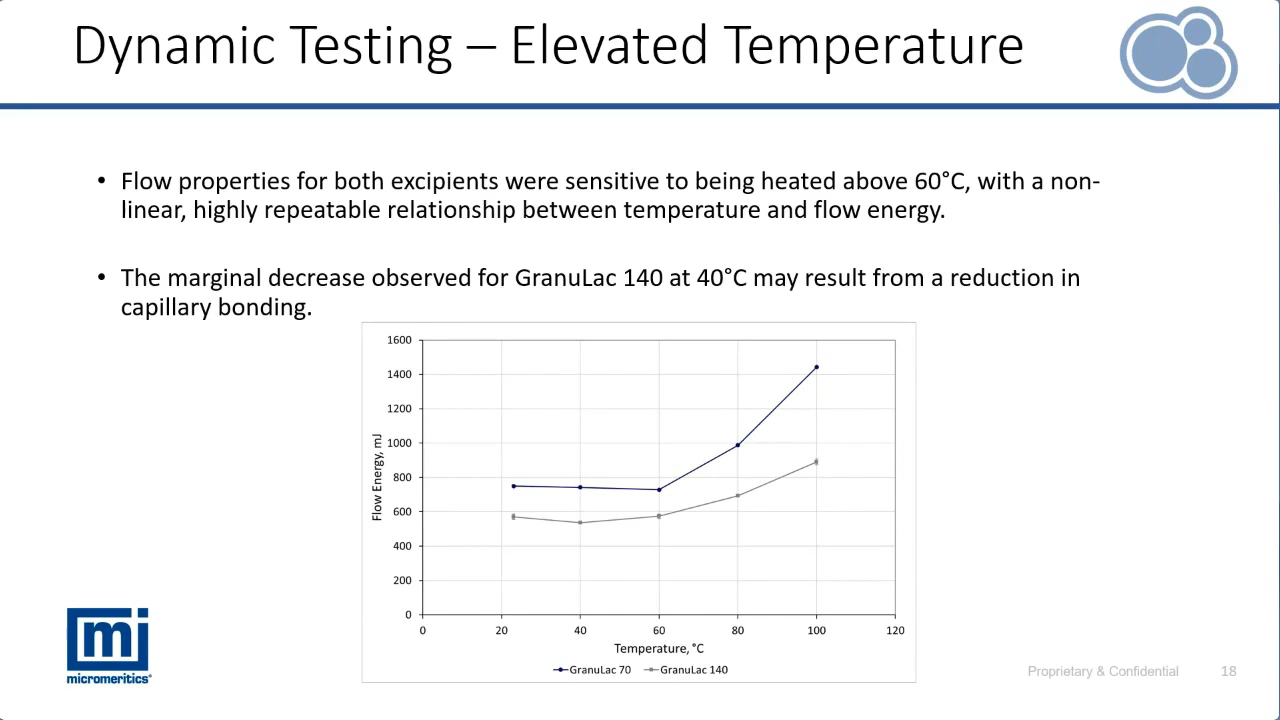 Dynamic Testing – Elevated Temperature
• Flow properties for both excipients were sensitive to being heated above 60°C, with a non-
linear, highly repeatable relationship between temperature and flow energy.
• The marginal decrease observed for GranuLac 140 at 40°C may result from a reduction in
capillary bonding.
1600
1400
1200
1000
800
600
400
200
0
Flow Energy, mJ
0 20 40 60 80 100 120
Temperature, °C
GranuLac 70 GranuLac 140
mi
micromeritics®
Proprietary & Confidential 18